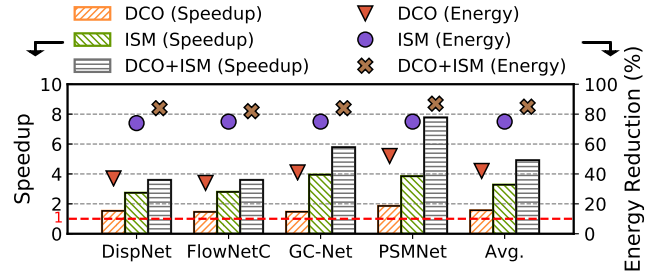 DCO (Speedup) DCO (Energy)
ISM (Speedup) ISM (Energy)
DCO+ISM (Speedup) DCO+ISM (Energy)
Speedup
Energy Reduction (%)
10 100
8 80
6 60
4 40
2 20
1
0 0
DispNet FlowNetC GC-Net PSMNet Avg.